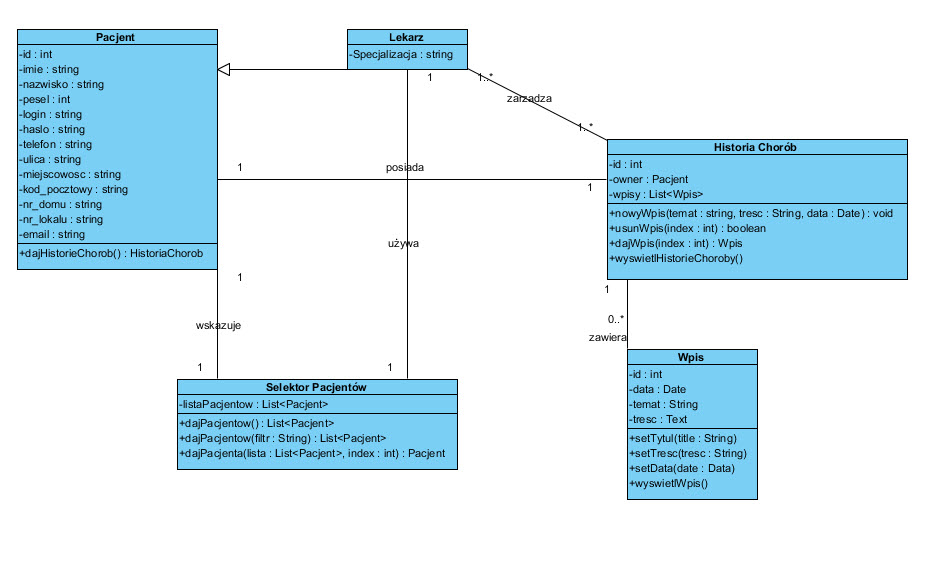 Pacjent
-id : int
-imie : string
-nazwisko : string
-pesel : int
-login : string
-haslo : string
-telefon : string
-ulica : string
-miejscowosc : string
-kod_pocztowy : string
-nr_domu : string
-nr_lokalu : string
-email : string
+dajHistorieChorob() : HistoriaChorob
Lekarz
-Specjalizacja : string
1
1..*
zarzadza
1..*
Historia Chorób
-id : int
-owner : Pacjent
-wpisy : List<Wpis>
+nowyWpis(temat : string, tresc : String, data : Date) : void
+usunWpis(index : int) : boolean
+dajWpis(index : int) : Wpis
+wyswietlHistorieChoroby()
1
posiada
1
używa
1
wskazuje
1
1
Selektor Pacjentów
-listaPacjentow : List<Pacjent>
+dajPacjentow() : List<Pacjent>
+dajPacjentow(filtr : String) : List<Pacjent>
+dajPacjenta(lista : List<Pacjent>, index : int) : Pacjent
1
0..*
zawiera
Wpis
-id : int
-data : Date
-temat : String
-tresc : Text
+setTytul(title : String)
+setTresc(tresc : String)
+setData(date : Data)
+wyswietlWpis()